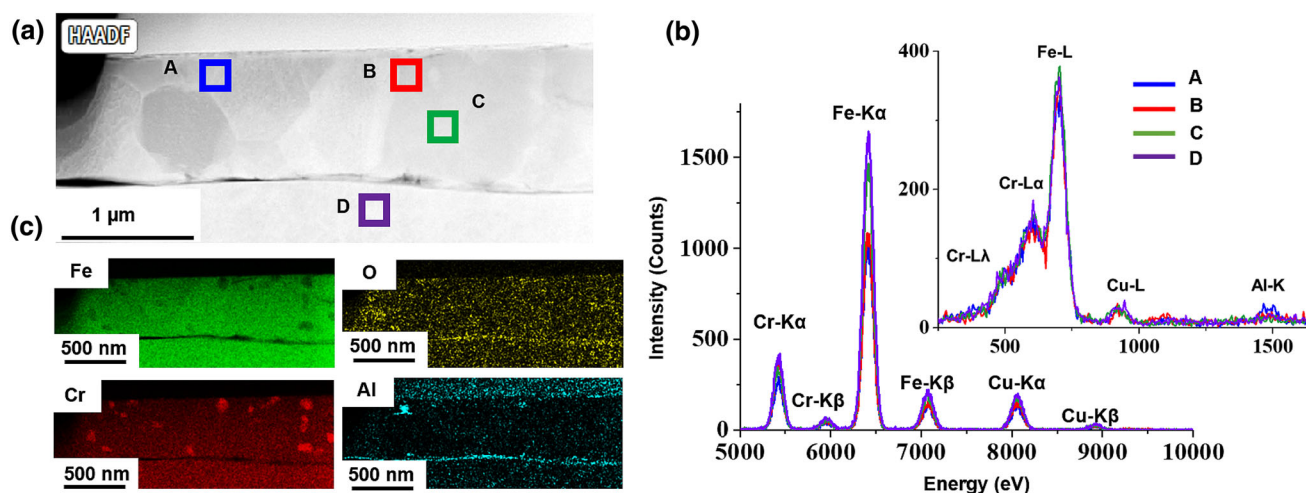 (a)
HAADF
A
B
C
D
1 μm
(b)
Intensity (Counts)
1500
1000
500
0
5000
6000
7000
8000
9000
10000
Energy (eV)
Cr-Kα
Cr-Kβ
Fe-Kα
Fe-Kβ
Cu-Kα
Cu-Kβ
400
200
0
500
1000
1500
Cr-Lλ
Cr-Lα
Fe-L
Cu-L
Al-K
A
B
C
D
(c)
Fe
500 nm
O
500 nm
Cr
500 nm
Al
500 nm